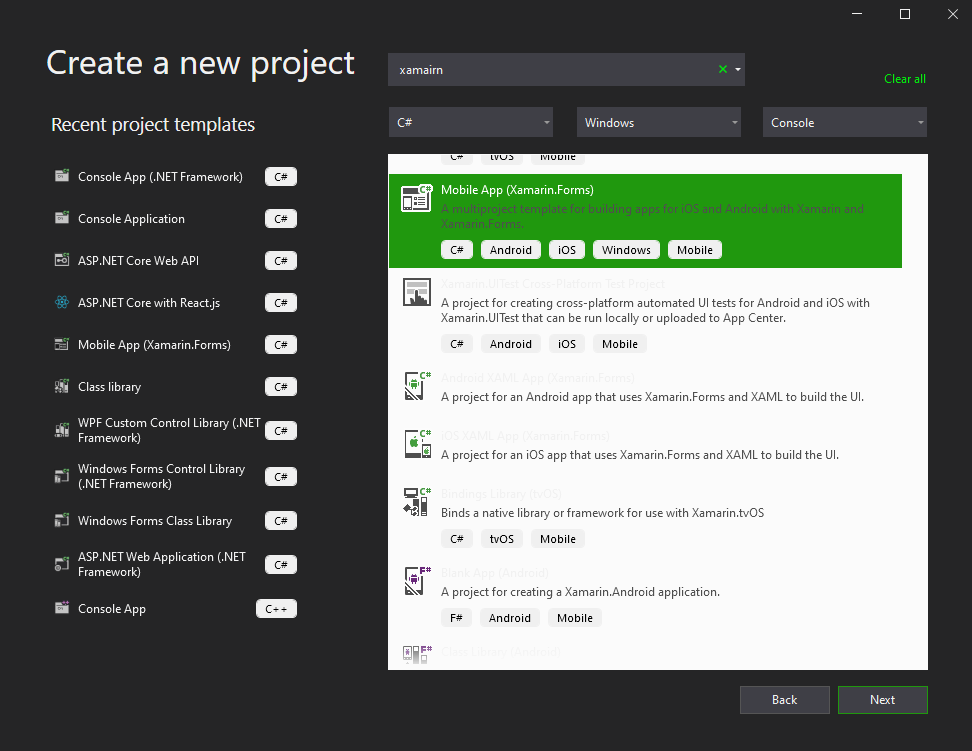 Create a new project
xamairn
Clear all
Recent project templates
C#
Windows
Console
Console App (.NET Framework)
C#
Console Application
C#
ASP.NET Core Web API
C#
ASP.NET Core with React.js
C#
Mobile App (Xamarin.Forms)
C#
Class library
C#
WPF Custom Control Library (.NET
Framework)
C#
Windows Forms Control Library
(.NET Framework)
C#
Windows Forms Class Library
C#
ASP.NET Web Application (.NET
Framework)
C#
Console App
C++
C# tvOS Mobile
Mobile App (Xamarin.Forms)
A multiproject template for building apps for iOS and Android with Xamarin and
Xamarin.Forms.
C# Android iOS Windows Mobile
Xamarin.UITest Cross-Platform Test Project
A project for creating cross-platform automated UI tests for Android and iOS with
Xamarin.UITest that can be run locally or uploaded to App Center.
C# Android iOS Mobile
Android XAML App (Xamarin.Forms)
A project for an Android app that uses Xamarin.Forms and XAML to build the UI.
iOS XAML App (Xamarin.Forms)
A project for an iOS app that uses Xamarin.Forms and XAML to build the UI.
Bindings Library (tvOS)
Binds a native library or framework for use with Xamarin.tvOS
C# tvOS Mobile
Blank App (Android)
A project for creating a Xamarin.Android application.
F# Android Mobile
Class Library (Android)
Back
Next